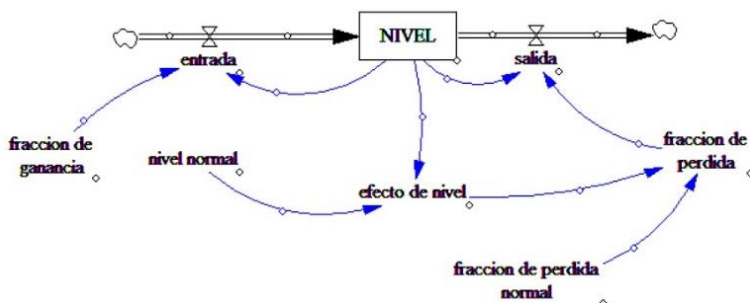 NIVEL
entrada
salida
fraccion de
ganancia
nivel normal
fraccion de
perdida
efecto de nivel
fraccion de perdida
normal